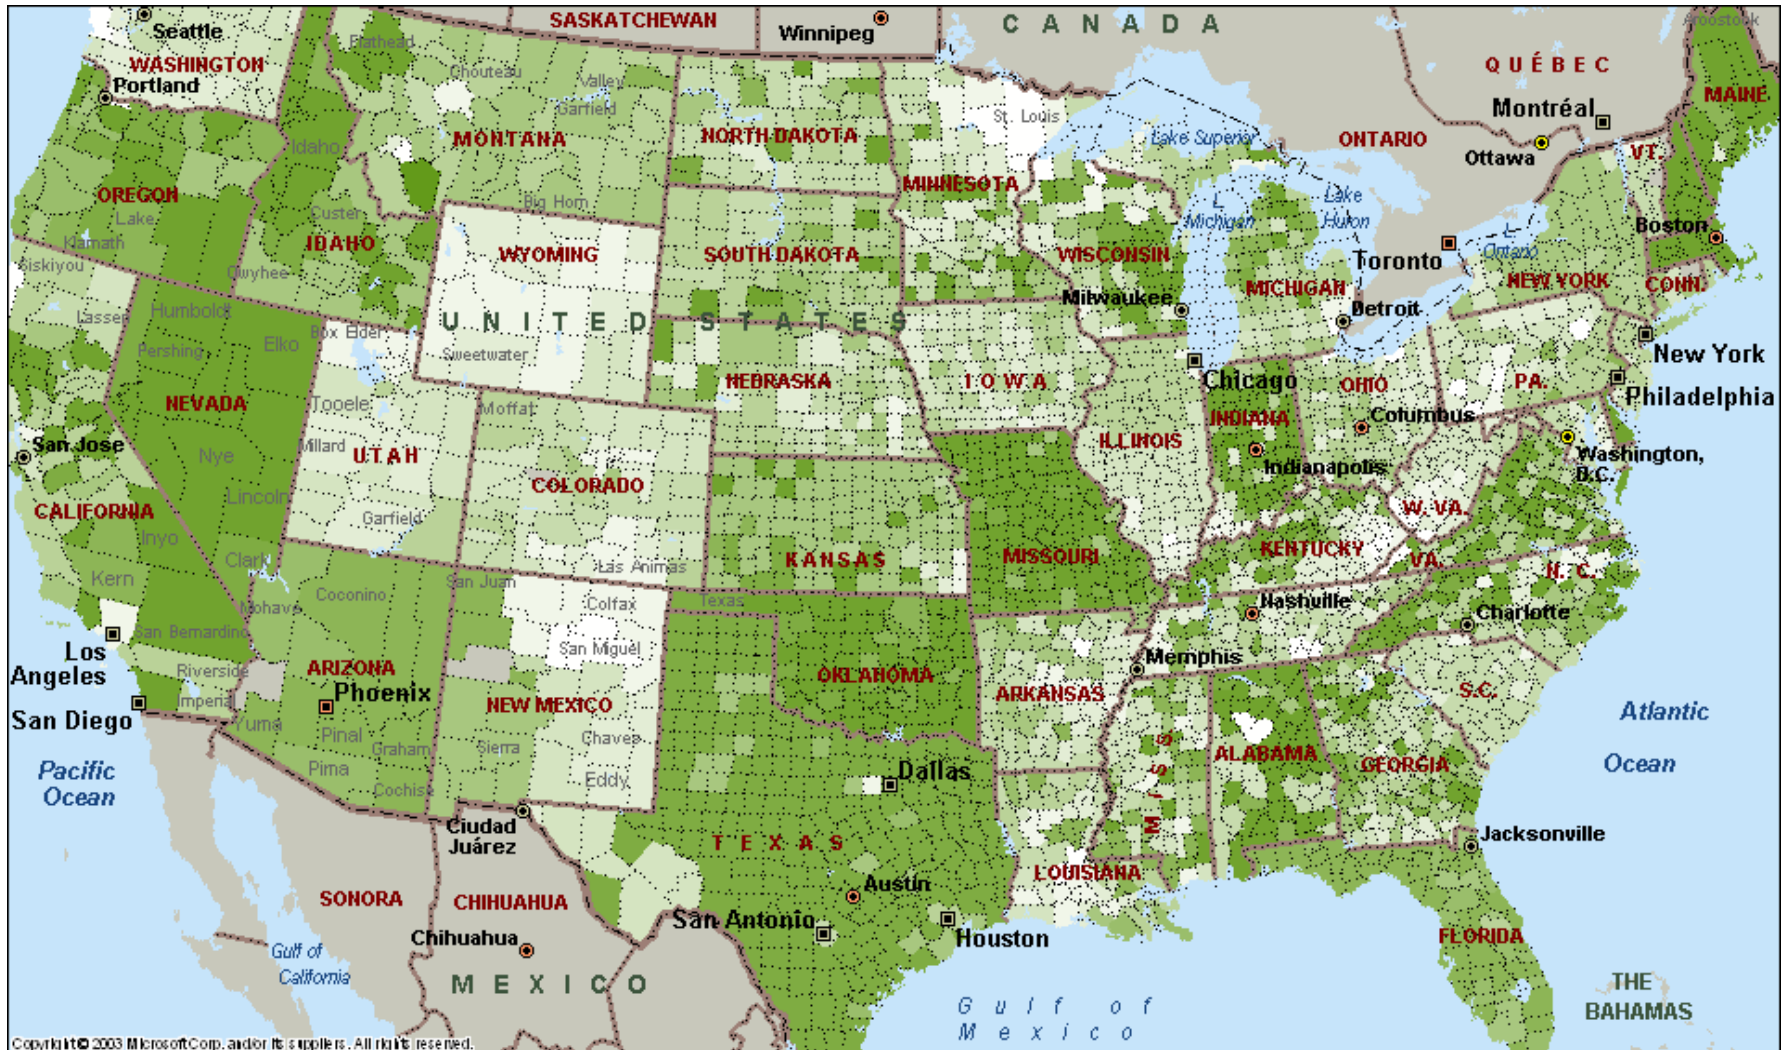 SASKATCHEWAN
Winnipeg
C A N A D A
Aroostook
Seattle
WASHINGTON
Portland
Flathead
Chouteau
Valley
Garfield
MONTANA
NORTH DAKOTA
St. Louis
Lake Superior
ONTARIO
QUÉBEC
Montréal
Ottawa
MAINE
VT.
Idaho
OREGON
Lake
Klamath
Siskiyou
Custer
IDAHO
Owyhee
Big Horn
WYOMING
SOUTH DAKOTA
MINNESOTA
WISCONSIN
L
Michigan
Lake
Huron
MICHIGAN
Toronto
L
Ontario
NEW YORK
Boston
CONN.
Milwaukee
Detroit
Lassen
Humboldt
Pershing
Elko
Box Elder
U N I T E D S T A T E S
Sweetwater
NEBRASKA
I O W A
Chicago
OHIO
PA.
New York
Philadelphia
NEVADA
Tooele
Moffat
INDIANA
Columbus
San Jose
Nye
Millard
UTAH
COLORADO
ILLINOIS
Indianapolis
Washington,
D.C.
Lincoln
Garfield
CALIFORNIA
Inyo
Clark
Kern
Las Animas
KANSAS
MISSOURI
KENTUCKY
W. VA.
VA.
N. C.
Mohave
Coconino
San Juan
Colfax
Texas
Nashville
Charlotte
San Bernardino
Los
Angeles
Riverside
Imperial
ARIZONA
Phoenix
San Miguel
NEW MEXICO
OKLAHOMA
ARKANSAS
Memphis
S.C.
San Diego
Yuma
Pinal
Graham
Pima
Cochise
Sierra
Chaves
Eddy
Dallas
MISS
ALABAMA
GEORGIA
Atlantic
Ocean
Pacific
Ocean
Ciudad
Juárez
T E X A S
LOUISIANA
Jacksonville
SONORA
CHIHUAHUA
Austin
San Antonio
Houston
FLORIDA
Chihuahua
Gulf of
California
M E X I C O
Gulf of
Mexico
THE
BAHAMAS
Copyright © 2003 Microsoft Corp. and/or its suppliers. All rights reserved.